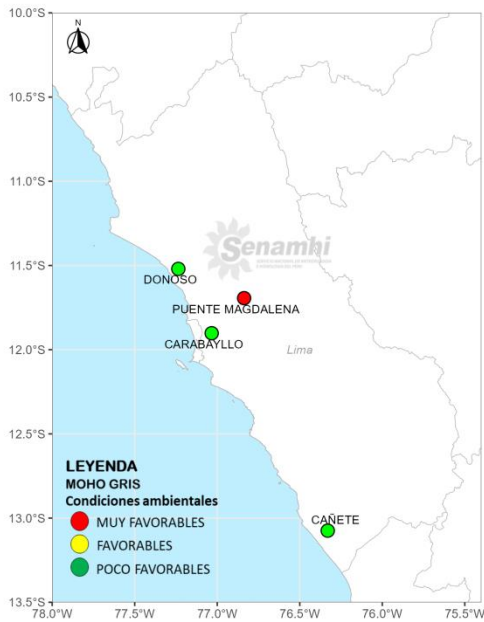 10.0°S
N
10.5°S
11.0°S
Senamhi
11.5°S
DONOSO
PUENTE MAGDALENA
CARABAYLLO
12.0°S
Lima
12.5°S
LEYENDA
MOHO GRIS
Condiciones ambientales
MUY FAVORABLES
FAVORABLES
POCO FAVORABLES
CAÑETE
13.0°S
13.5°S
78.0°W
77.5°W
77.0°W
76.5°W
76.0°W
75.5°W